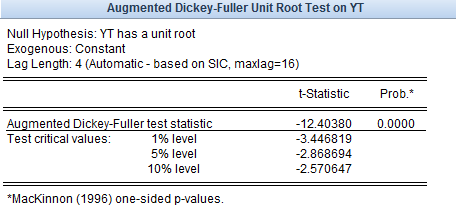 Augmented Dickey-Fuller Unit Root Test on YT
Null Hypothesis: YT has a unit root
Exogenous: Constant
Lag Length: 4 (Automatic - based on SIC, maxlag=16)
t-Statistic Prob.*
Augmented Dickey-Fuller test statistic -12.40380 0.0000
Test critical values: 1% level -3.446819
5% level -2.868694
10% level -2.570647
*MacKinnon (1996) one-sided p-values.